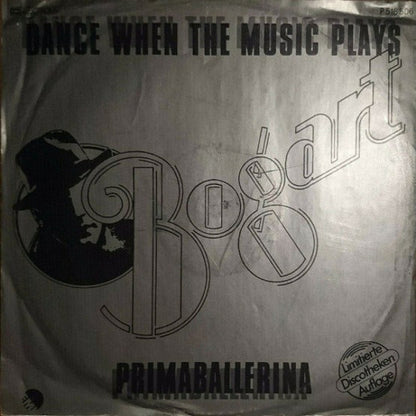 DANCE WHEN THE MUSIC PLAYS
Bogart
PRIMABALLERINA
Limitierte
Discotheken
Auflage